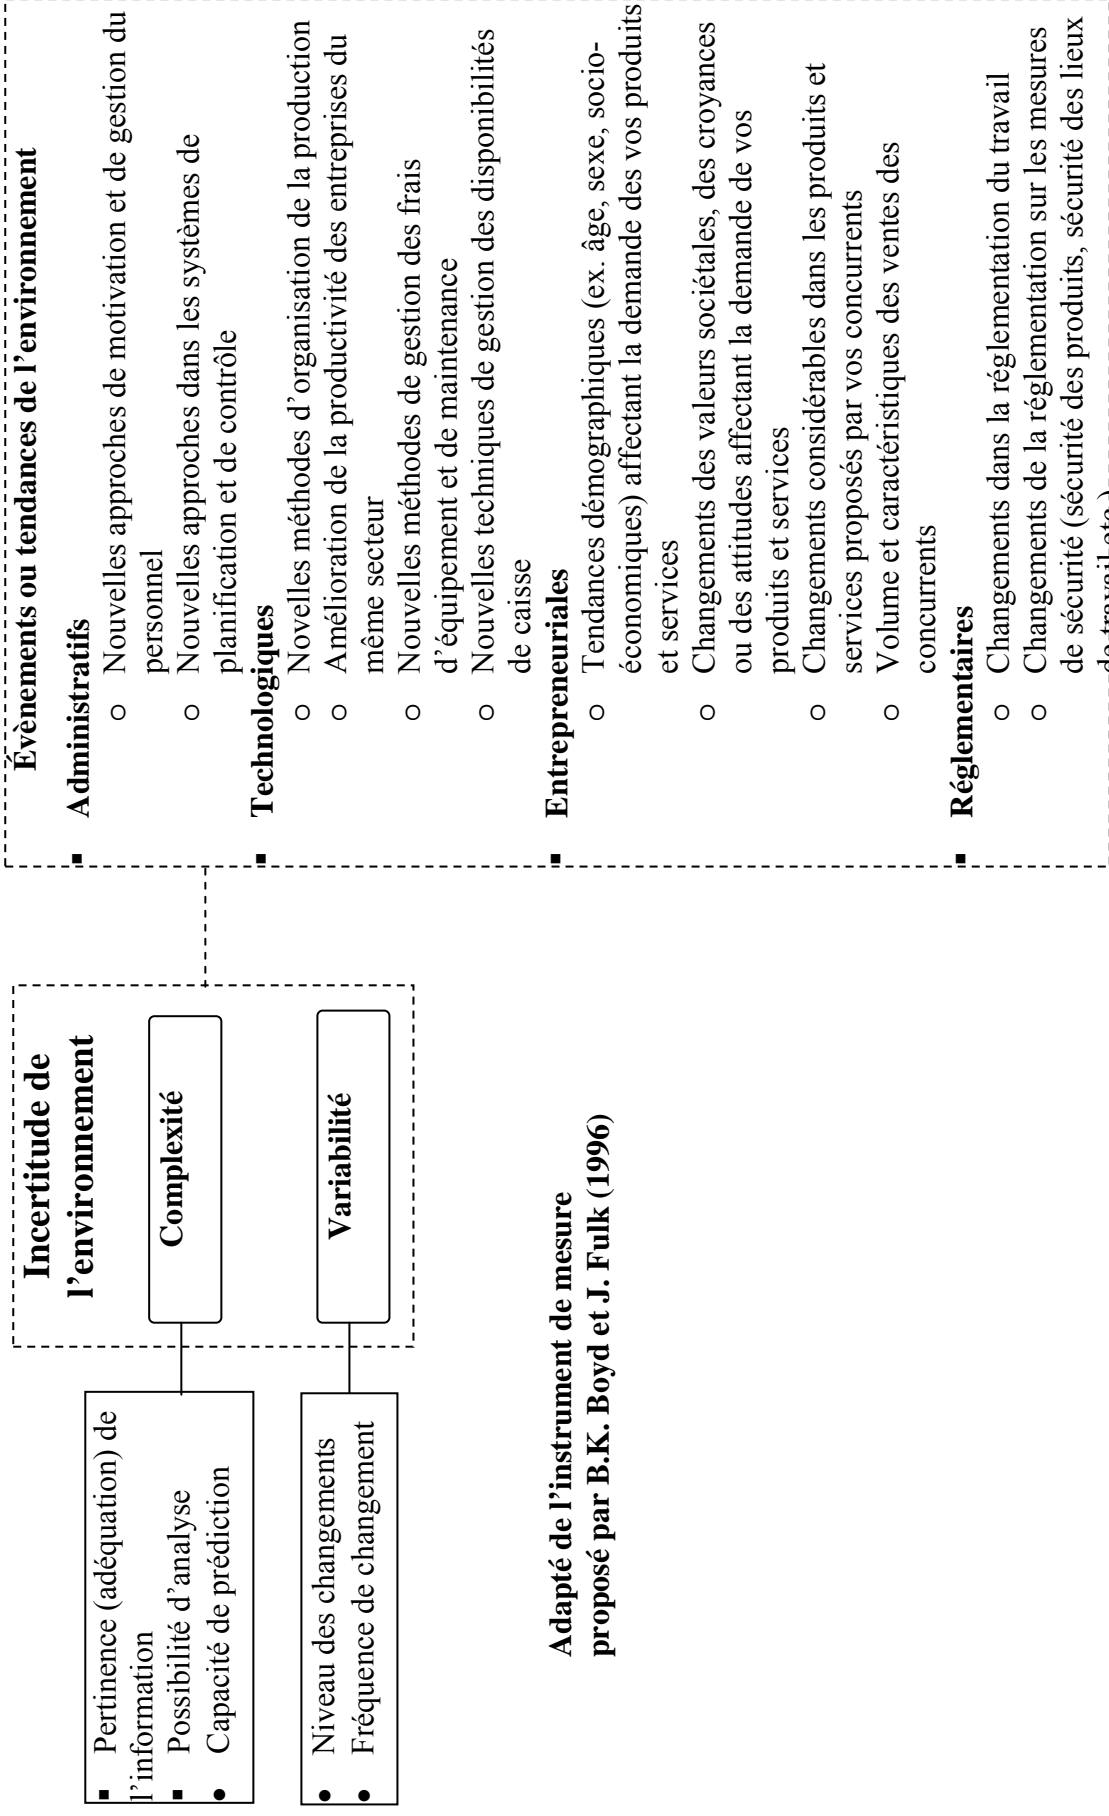 ▪ Pertinence (adéquation) de
l’information
▪ Possibilité d’analyse
● Capacité de prédiction
● Niveau des changements
● Fréquence de changement
Incertitude de
l’environnement
Complexité
Variabilité
Adapté de l’instrument de mesure
proposé par B.K. Boyd et J. Fulk (1996)
Évènements ou tendances de l’environnement
▪ Administratifs
o Nouvelles approches de motivation et de gestion du
personnel
o Nouvelles approches dans les systèmes de
planification et de contrôle
▪ Technologiques
o Novelles méthodes d’organisation de la production
o Amélioration de la productivité des entreprises du
même secteur
o Nouvelles méthodes de gestion des frais
d’équipement et de maintenance
o Nouvelles techniques de gestion des disponibilités
de caisse
▪ Entrepreneuriales
o Tendances démographiques (ex. âge, sexe, socio-
économiques) affectant la demande des vos produits
et services
o Changements des valeurs sociétales, des croyances
ou des attitudes affectant la demande de vos
produits et services
o Changements considérables dans les produits et
services proposés par vos concurrents
o Volume et caractéristiques des ventes des
concurrents
▪ Réglementaires
o Changements dans la réglementation du travail
o Changements de la réglementation sur les mesures
de sécurité (sécurité des produits, sécurité des lieux
de travail,etc.)